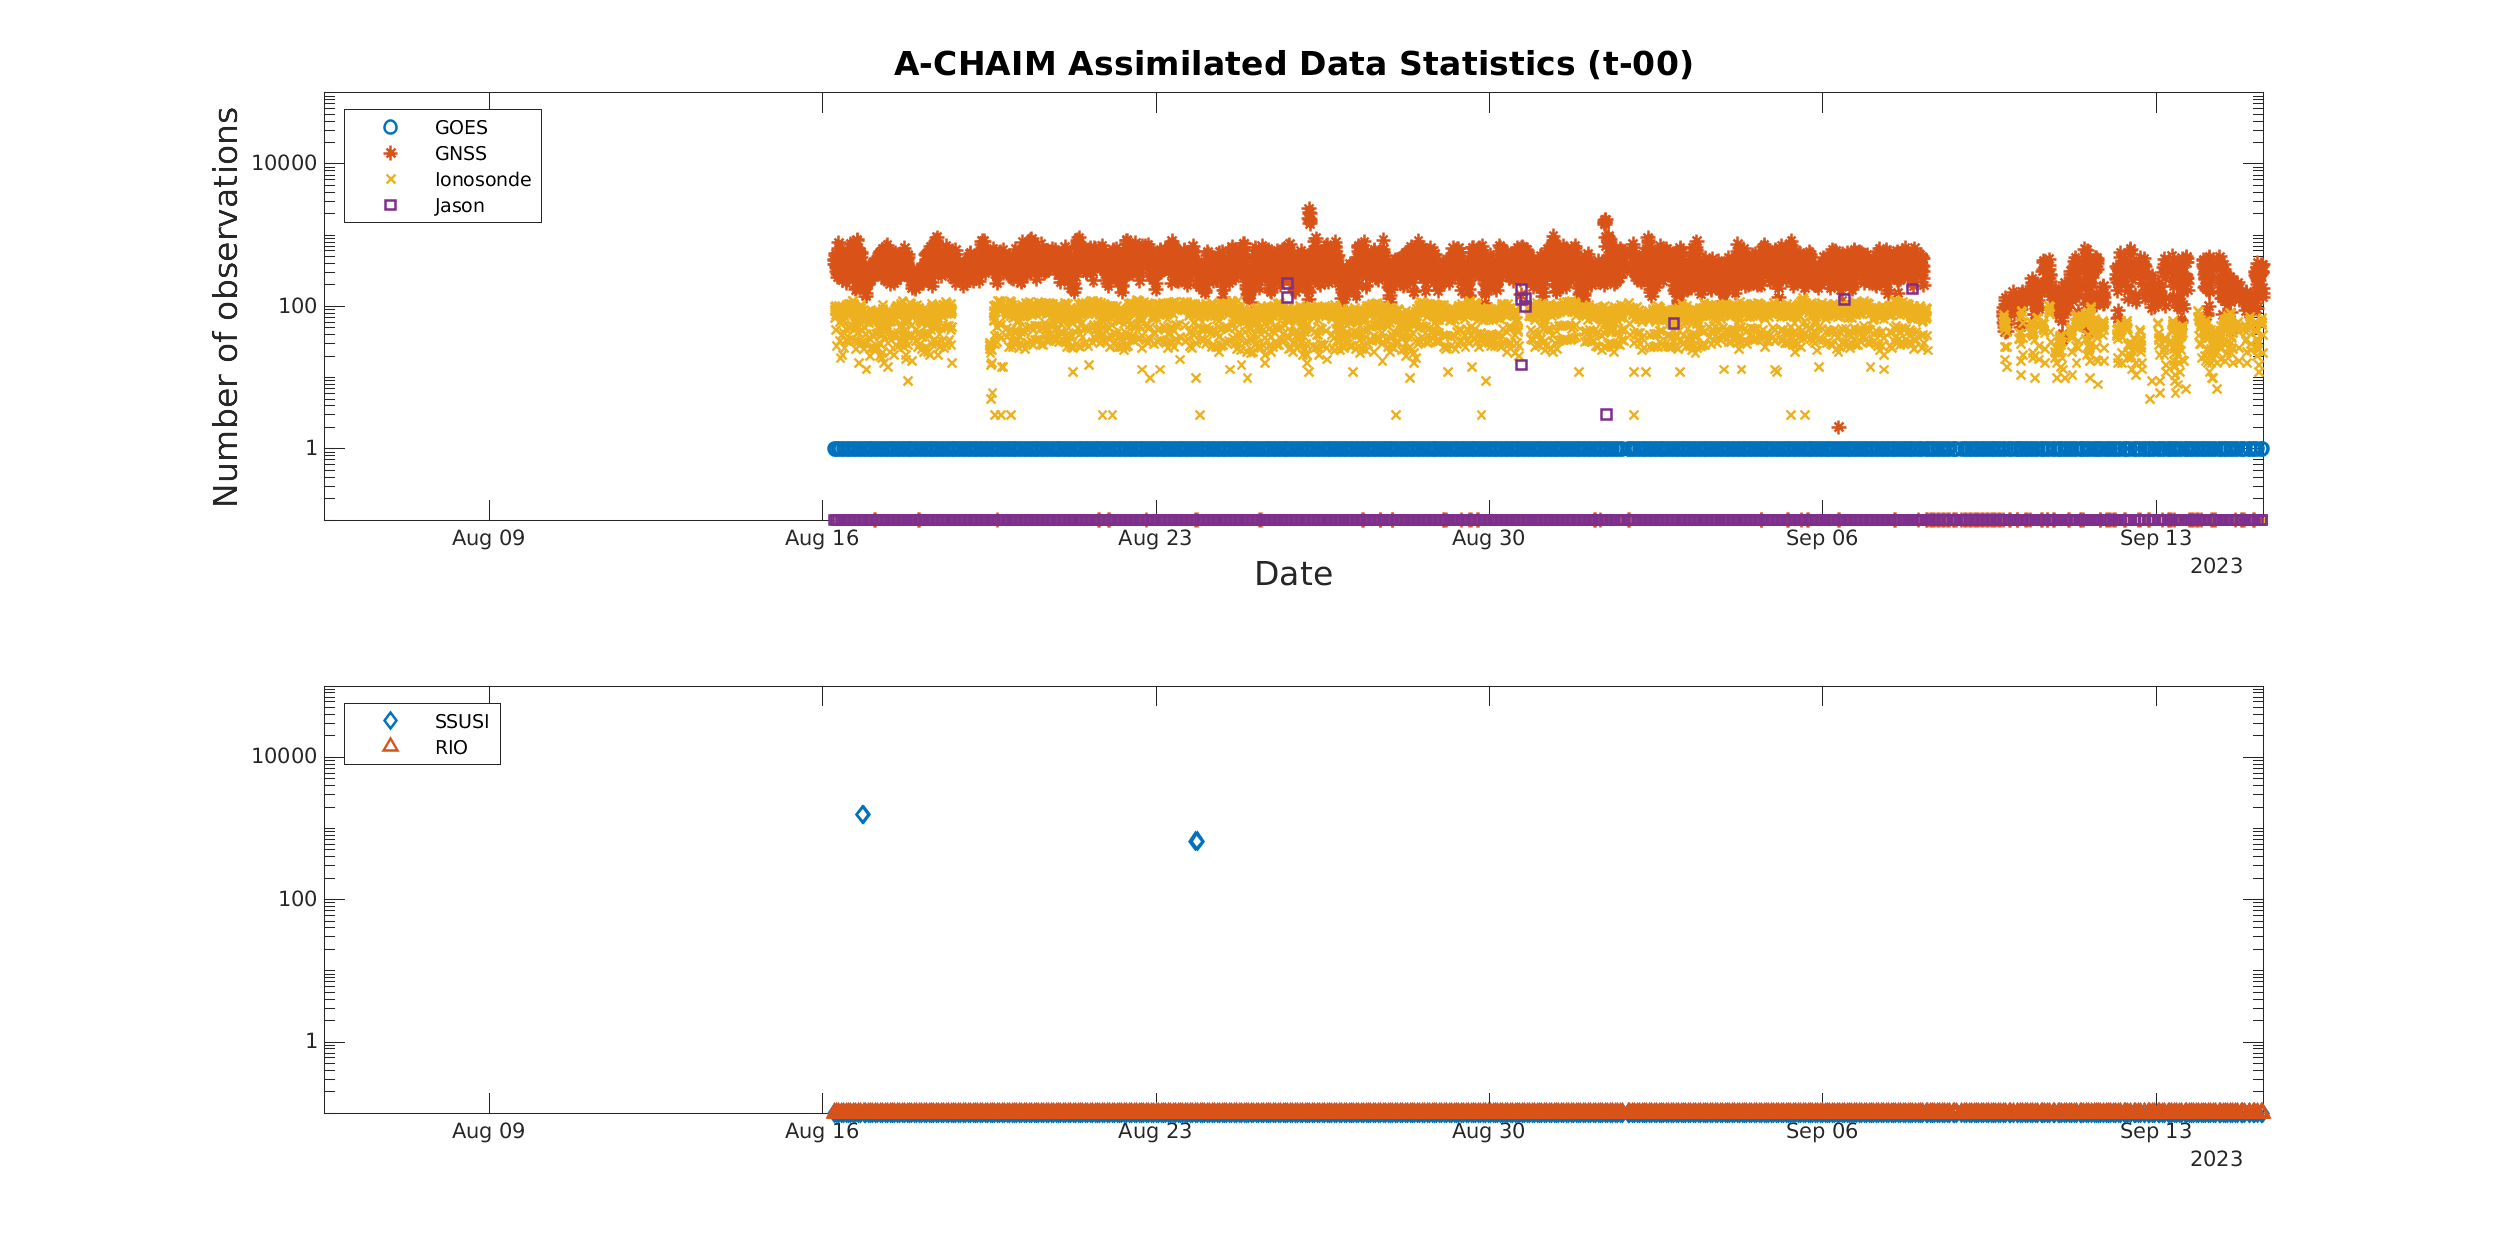 A-CHAIM Assimilated Data Statistics (t-00)
Number of observations
GOES
GNSS
Ionosonde
Jason
10000
100
1
Aug 09 Aug 16 Aug 23 Aug 30 Sep 06 Sep 13
2023
Date
SSUSI
RIO
10000
100
1
Aug 09 Aug 16 Aug 23 Aug 30 Sep 06 Sep 13
2023